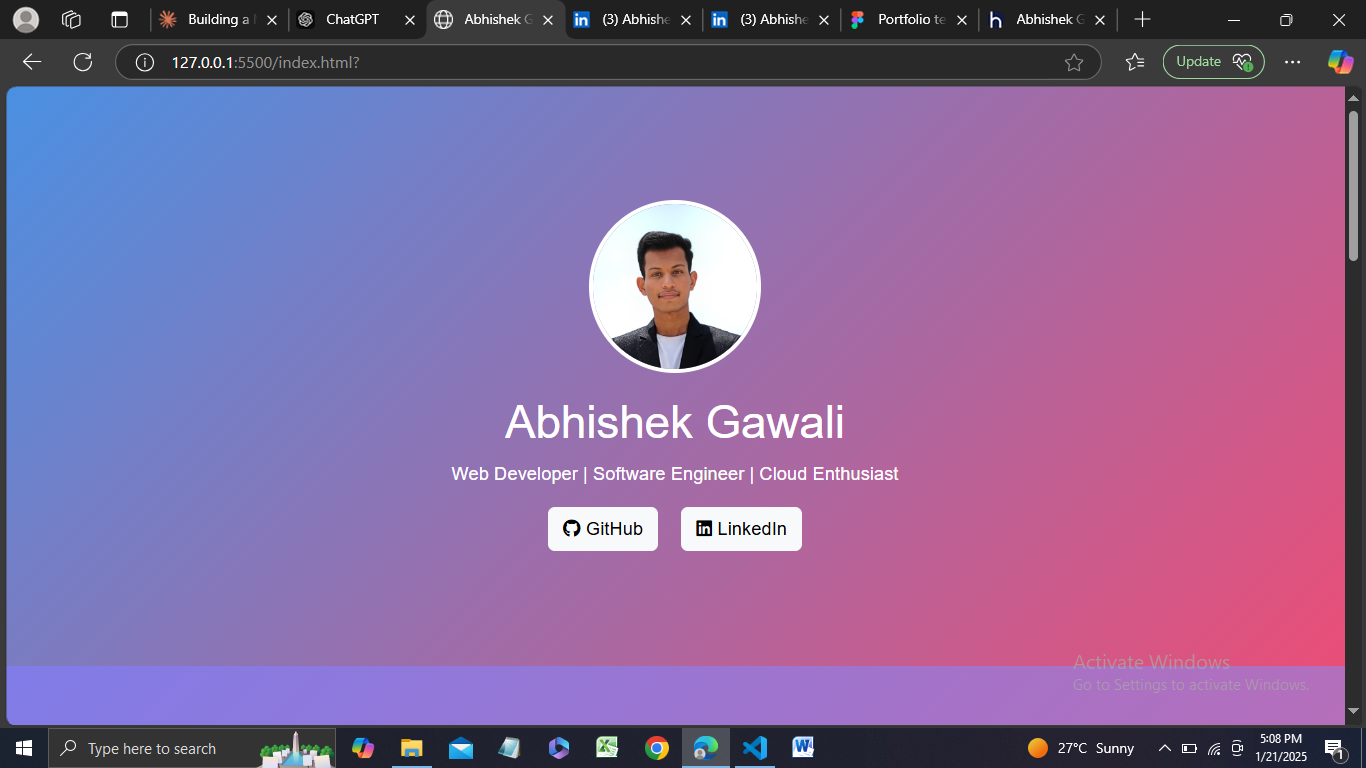 Building a
ChatGPT
Abhishek G
(3) Abhishe
(3) Abhishe
Portfolio te
Abhishek G
127.0.0.1:5500/index.html?
Update
Abhishek Gawali
Web Developer | Software Engineer | Cloud Enthusiast
GitHub
LinkedIn
Activate Windows
Go to Settings to activate Windows.
Type here to search
27°C Sunny
5:08 PM
1/21/2025
1